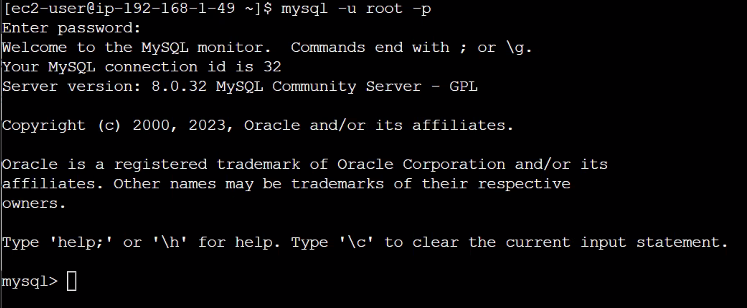 [ec2-user@ip-192-168-1-49 ~]$ mysql -u root -p
Enter password:
Welcome to the MySQL monitor.  Commands end with ; or \g.
Your MySQL connection id is 32
Server version: 8.0.32 MySQL Community Server - GPL
Copyright (c) 2000, 2023, Oracle and/or its affiliates.
Oracle is a registered trademark of Oracle Corporation and/or its
affiliates. Other names may be trademarks of their respective
owners.
Type 'help;' or '\h' for help. Type '\c' to clear the current input statement.
mysql>